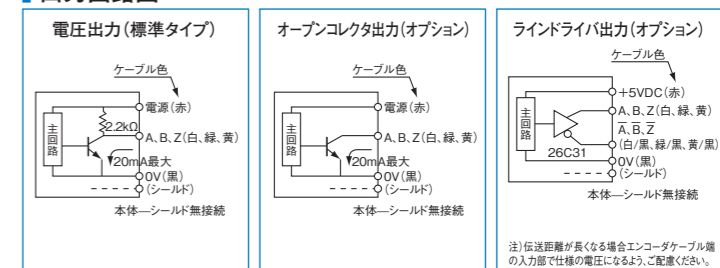 電圧出力(標準タイプ)
ケーブル色
電源(赤)
2.2kΩ
主回路
A、B、Z(白、緑、黄)
20mA最大
0V(黒)
(シールド)
本体―シールド無接続
オープンコレクタ出力(オプション)
ケーブル色
電源(赤)
主回路
A、B、Z(白、緑、黄)
20mA最大
0V(黒)
(シールド)
本体―シールド無接続
ラインドライバ出力(オプション)
ケーブル色
+5VDC(赤)
主回路
A、B、Z(白、緑、黄)
A、B、Z
(白/黒、緑/黒、黄/黒)
26C31
0V(黒)
(シールド)
本体―シールド無接続
注)伝送距離が長くなる場合エンコーダケーブル端
の入力部で仕様の電圧になるよう、ご配慮ください。